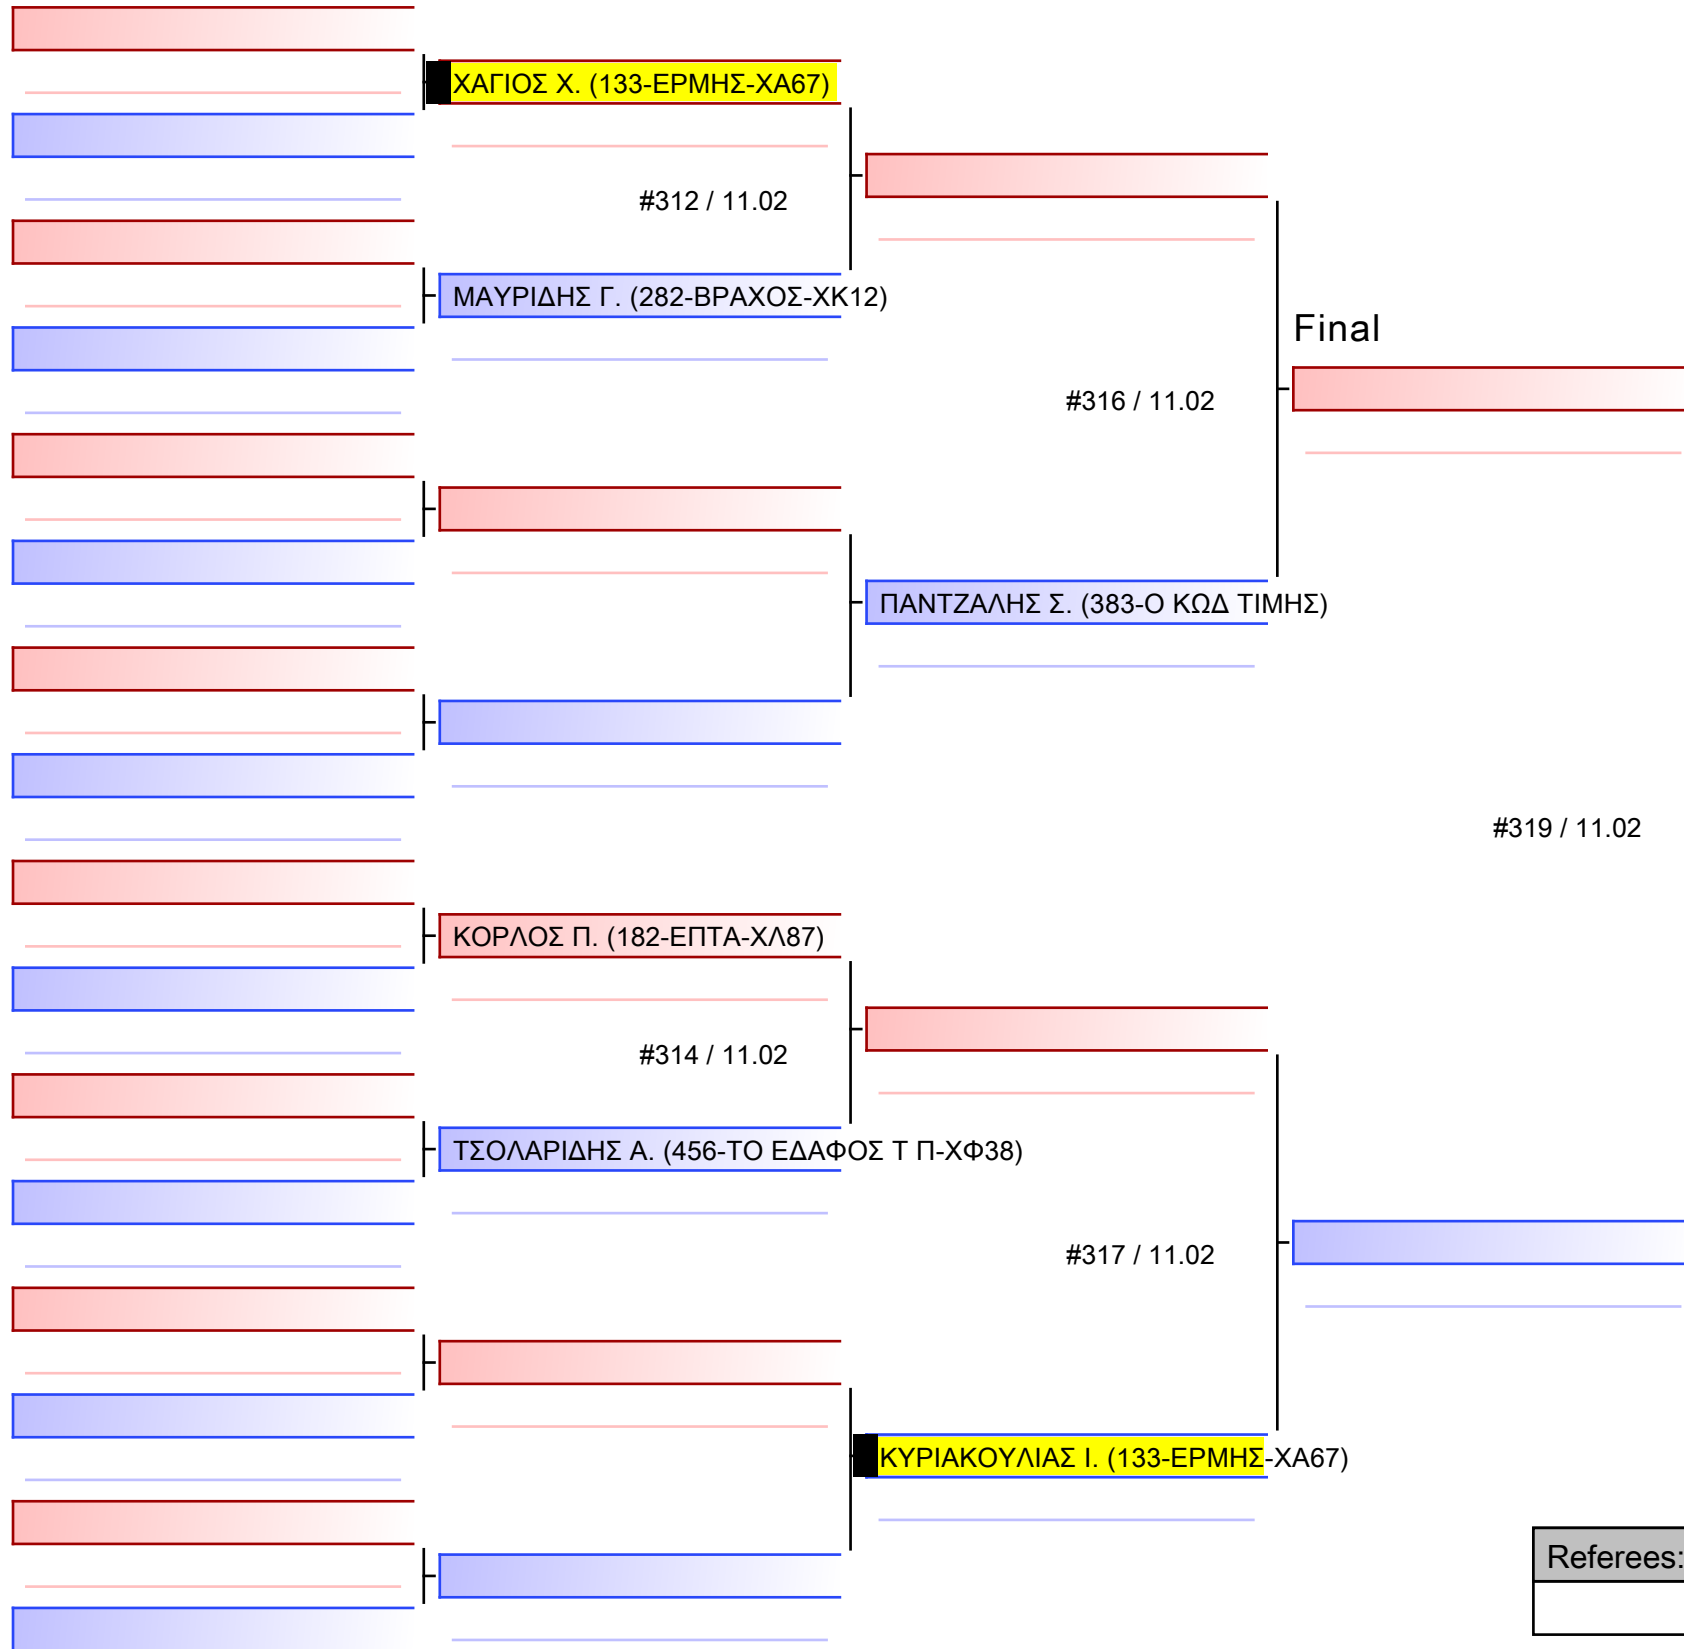 ΧΑΓΙΟΣ Χ. (133-ΕΡΜΗΣ-ΧΑ67)
#312 / 11.02
ΜΑΥΡΙΔΗΣ Γ. (282-ΒΡΑΧΟΣ-ΧΚ12)
Final
#316 / 11.02
ΠΑΝΤΖΑΛΗΣ Σ. (383-Ο ΚΩΔ ΤΙΜΗΣ)
#319 / 11.02
ΚΟΡΛΟΣ Π. (182-ΕΠΤΑ-ΧΛ87)
#314 / 11.02
ΤΣΟΛΑΡΙΔΗΣ Α. (456-ΤΟ ΕΔΑΦΟΣ Τ Π-ΧΦ38)
#317 / 11.02
ΚΥΡΙΑΚΟΥΛΙΑΣ Ι. (133-ΕΡΜΗΣ-ΧΑ67)
Referees: